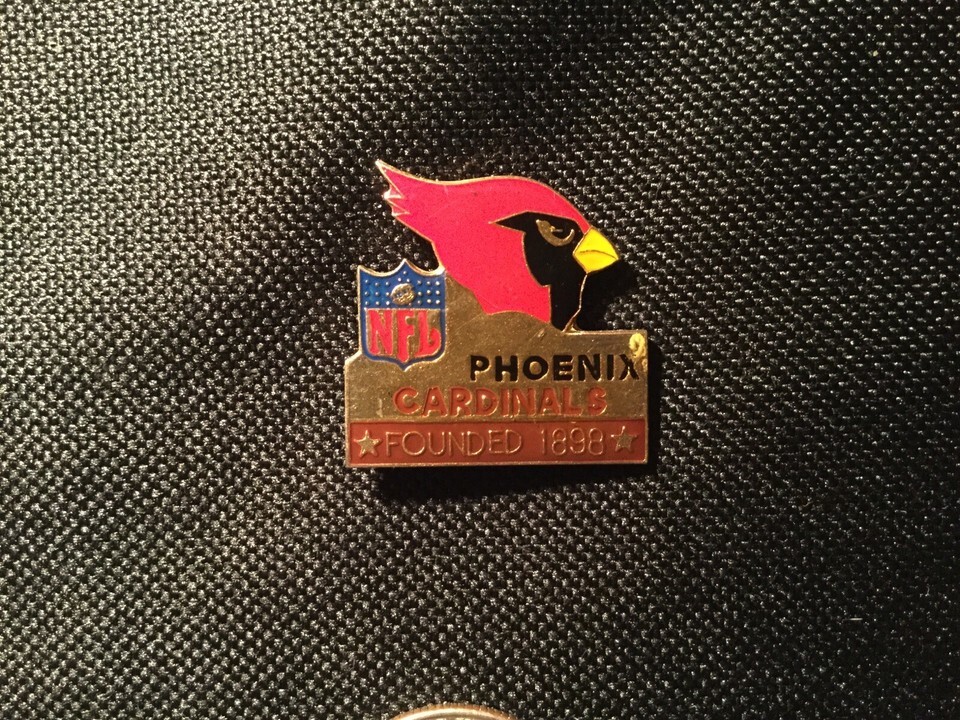 NFL
PHOENIX
CARDINALS
★FOUNDED 1898★